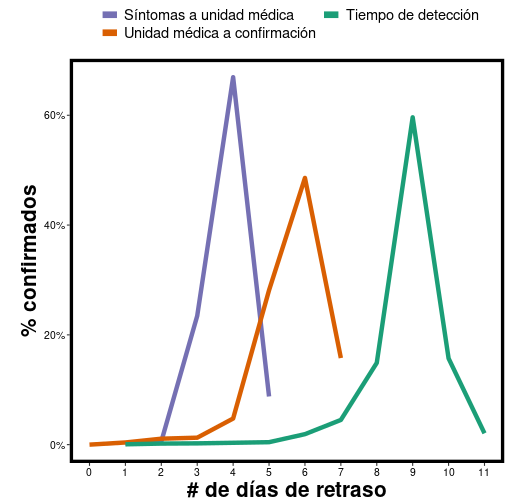 Síntomas a unidad médica
Tiempo de detección
Unidad médica a confirmación
% confirmados
60%
40%
20%
0%
0 1 2 3 4 5 6 7 8 9 10 11
# de días de retraso